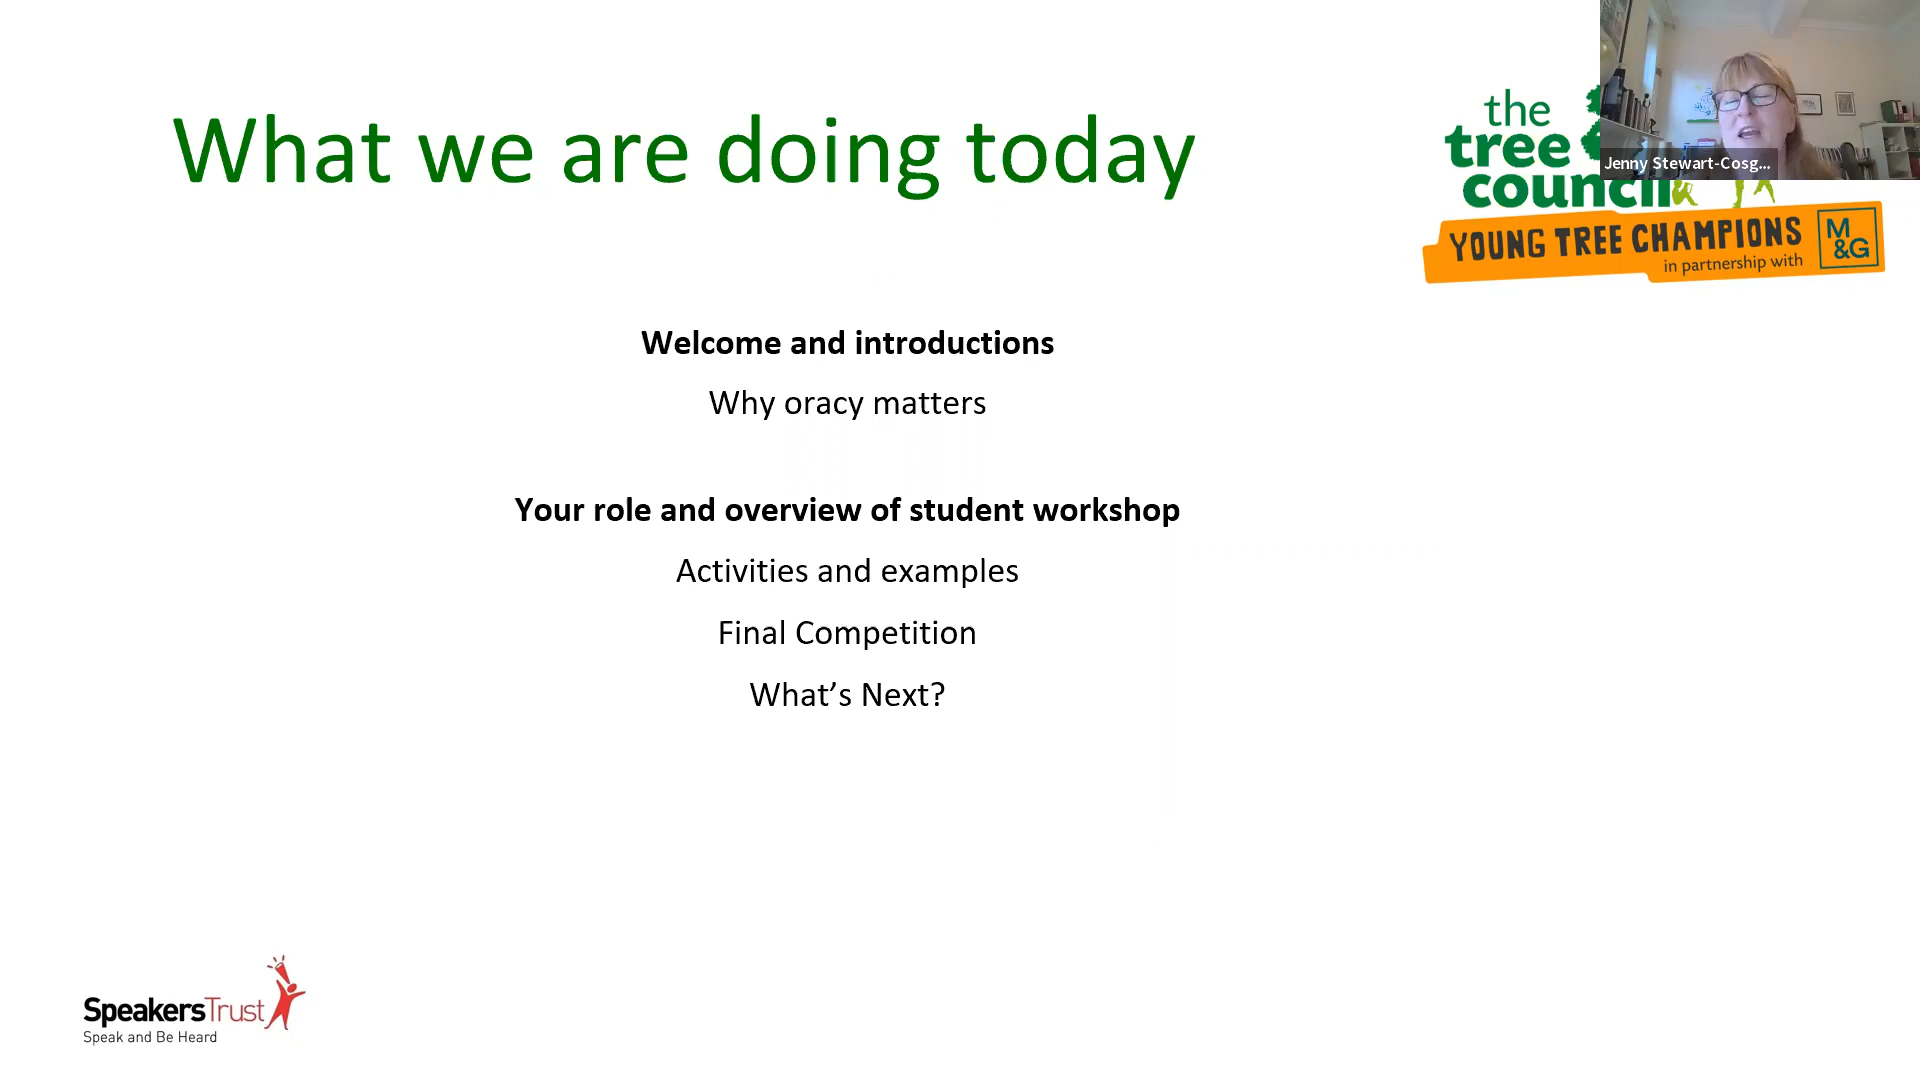 What we are doing today
the
tree
council
YOUNG TREE CHAMPIONS
in partnership with
M
&G
Jenny Stewart-Cosg...
Welcome and introductions
Why oracy matters
Your role and overview of student workshop
Activities and examples
Final Competition
What’s Next?
SpeakersTrust
Speak and Be Heard